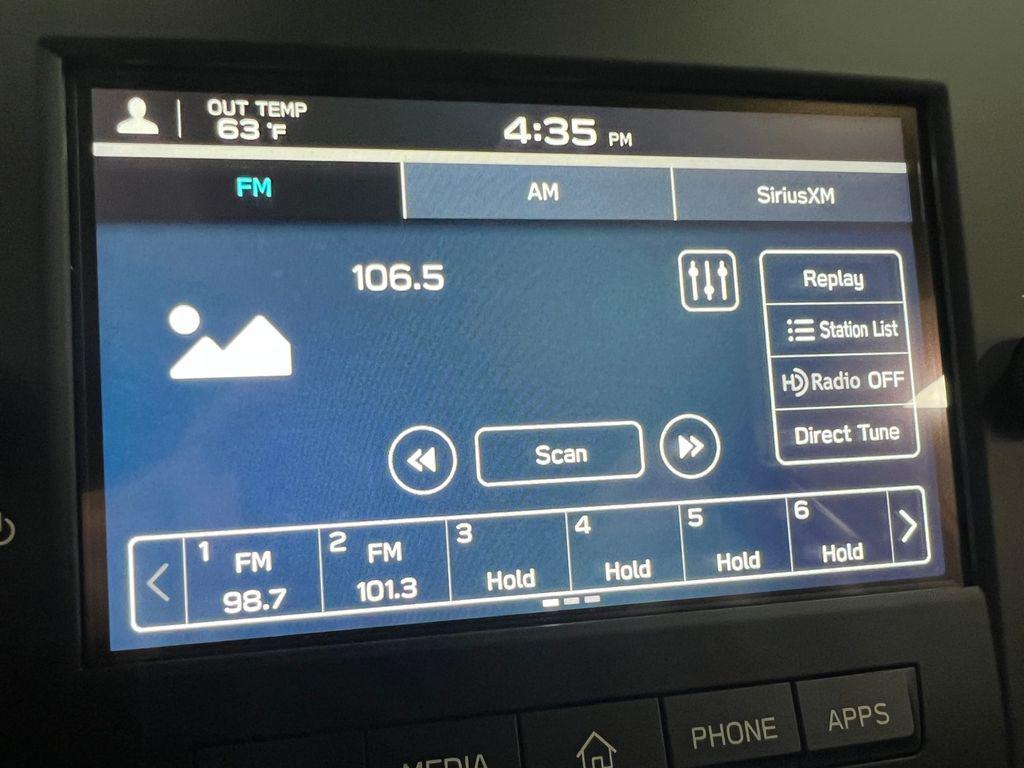 OUT TEMP
63°F
4:35 PM
FM
AM
SiriusXM
106.5
Replay
Station List
HD Radio OFF
Direct Tune
Scan
1
FM
98.7
2
FM
101.3
3
Hold
4
Hold
5
Hold
6
Hold
MEDIA
PHONE
APPS